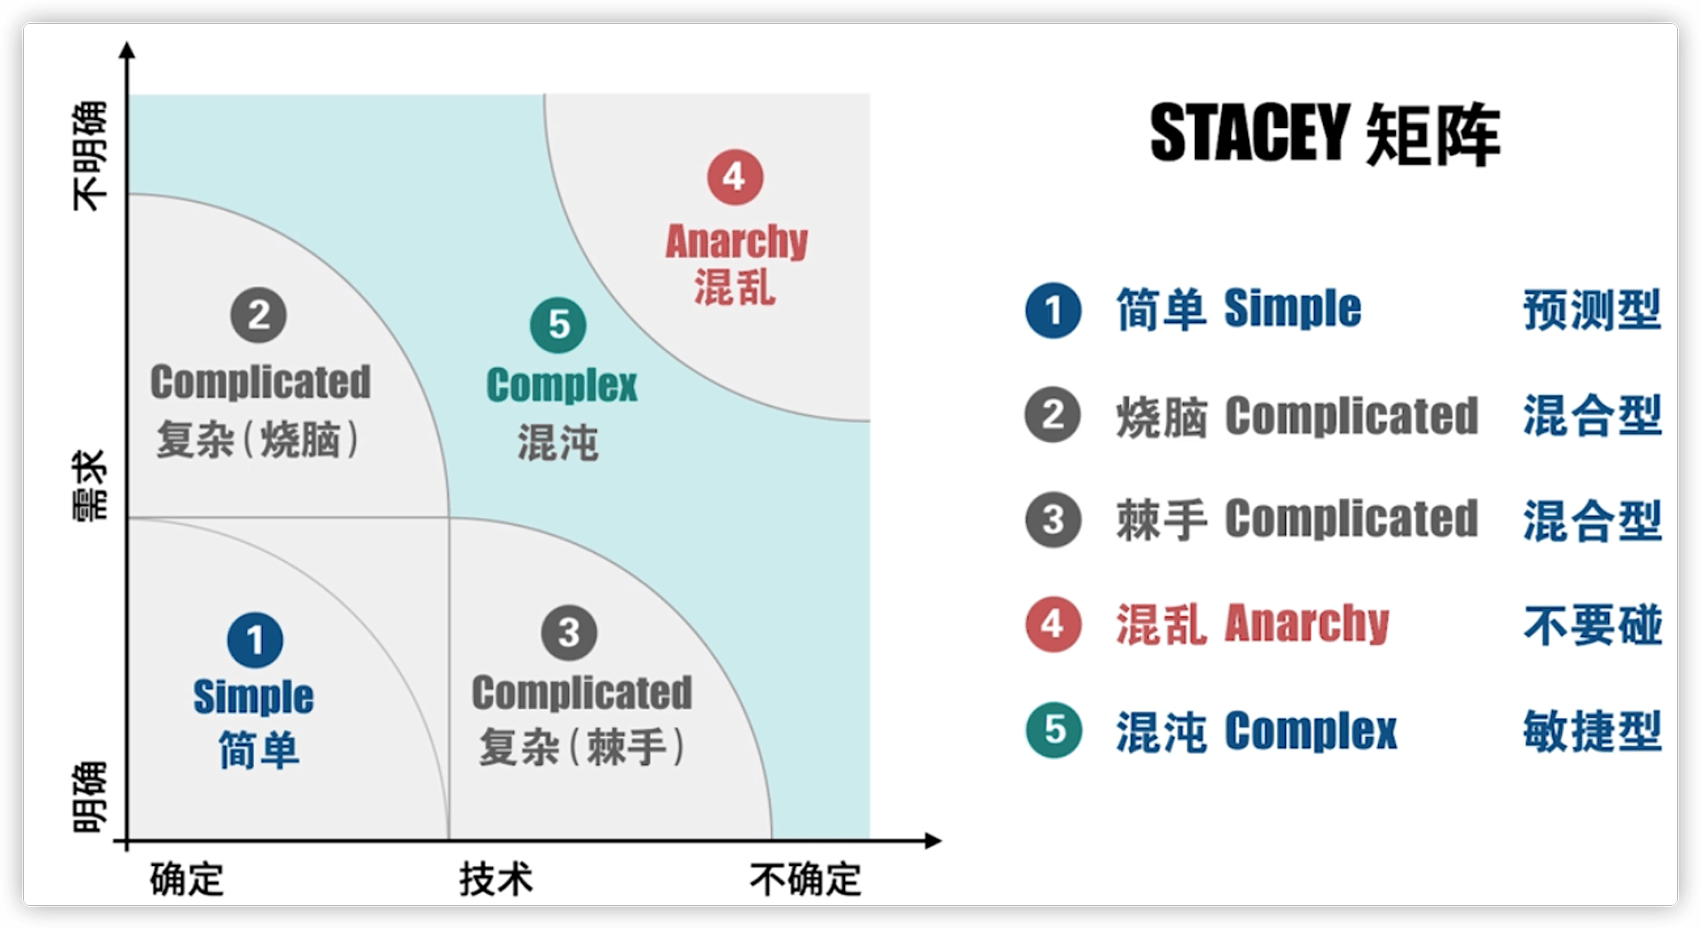 STACEY 矩阵
不明确
需求
明确
确定
技术
不确定
4
Anarchy
混乱
2
Complicated
复杂(烧脑)
5
Complex
混沌
1
Simple
简单
3
Complicated
复杂(棘手)
1 简单 Simple 预测型
2 烧脑 Complicated 混合型
3 棘手 Complicated 混合型
4 混乱 Anarchy 不要碰
5 混沌 Complex 敏捷型